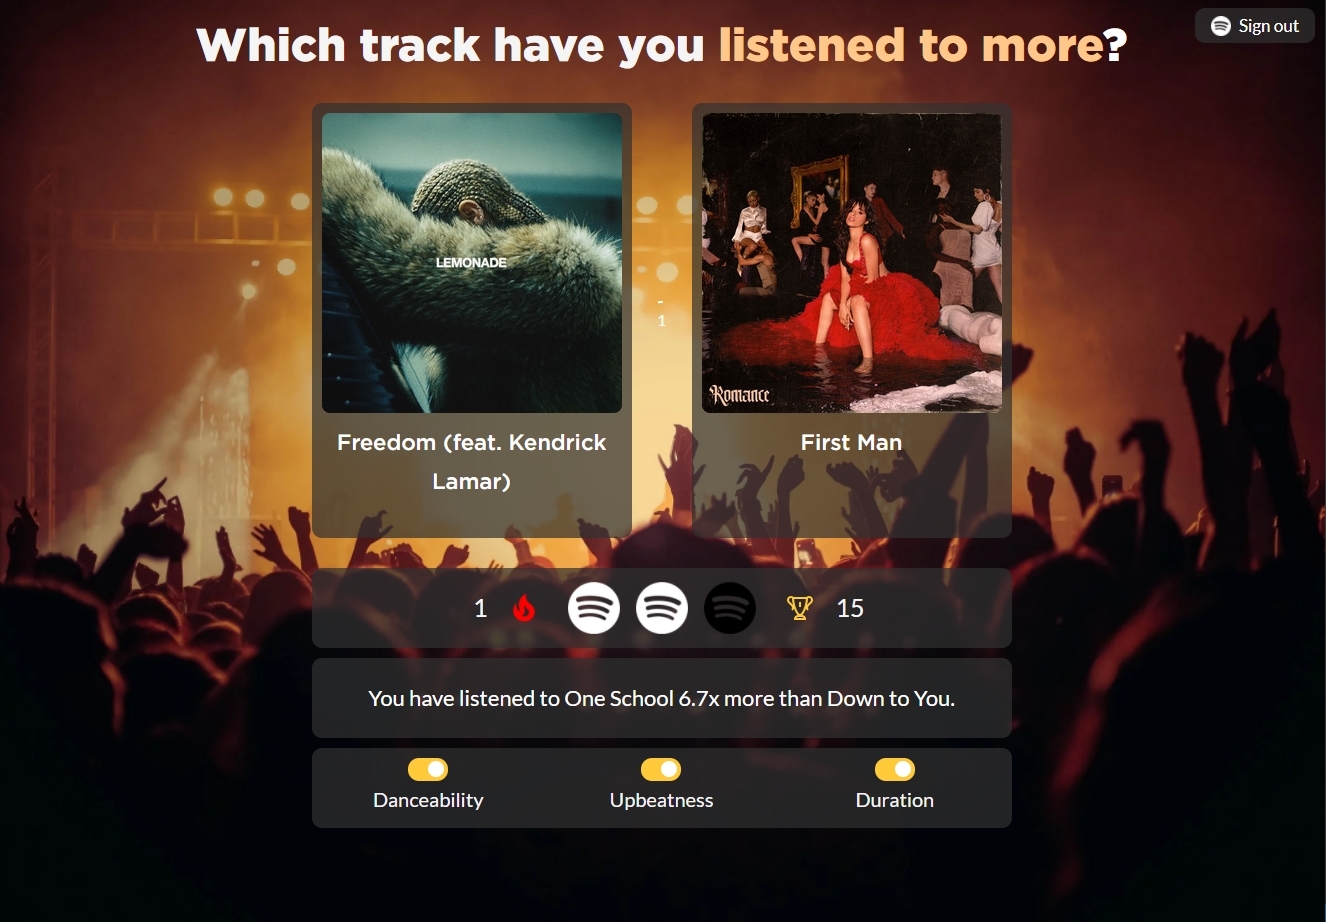 Which track have you listened to more?
Sign out
LEMONADE
Freedom (feat. Kendrick
Lamar)
-
1
Romance
First Man
1
15
You have listened to One School 6.7x more than Down to You.
Danceability
Upbeatness
Duration